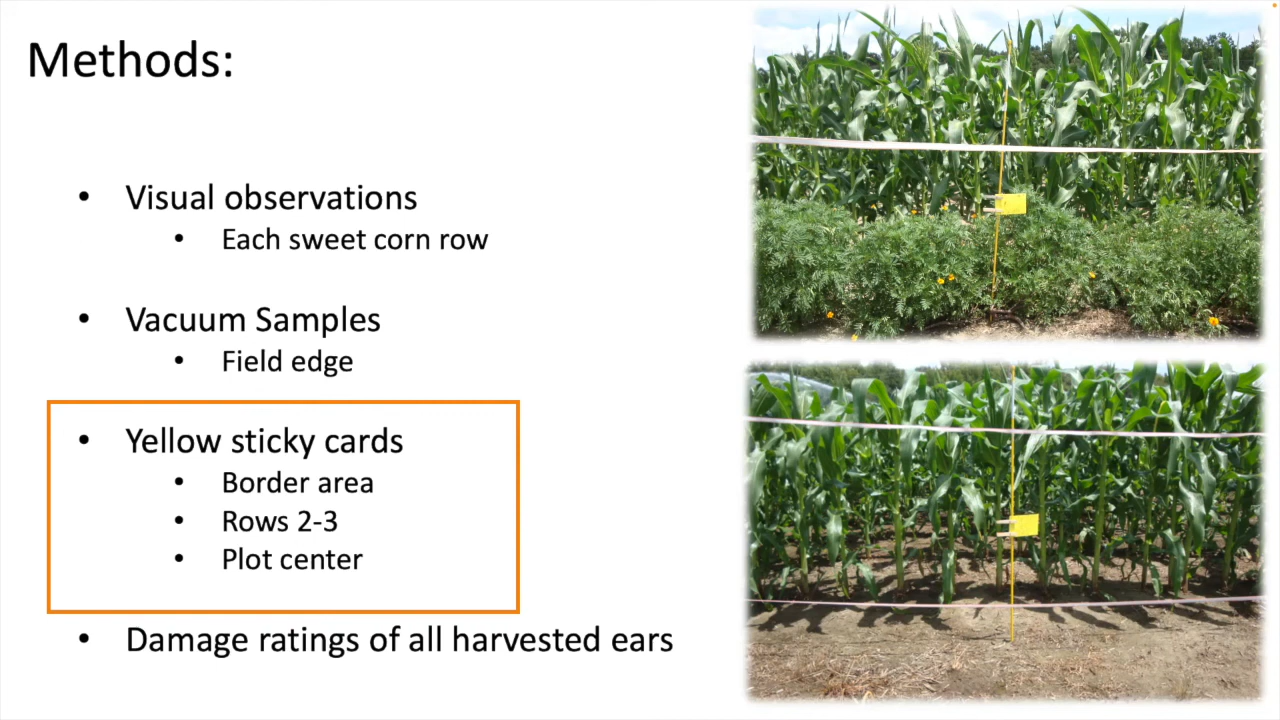 Methods:
• Visual observations
• Each sweet corn row
• Vacuum Samples
• Field edge
• Yellow sticky cards
• Border area
• Rows 2-3
• Plot center
• Damage ratings of all harvested ears